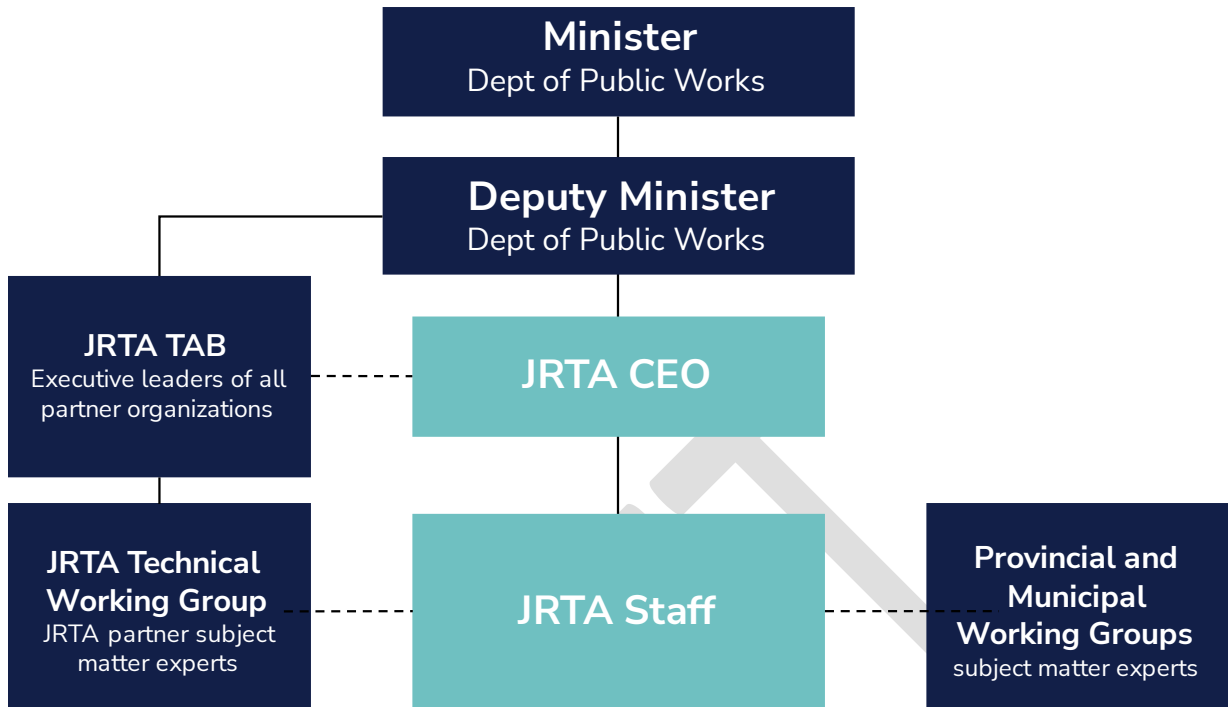 Minister
Dept of Public Works
Deputy Minister
Dept of Public Works
JRTA TAB
Executive leaders of all
partner organizations
JRTA CEO
JRTA Technical
Working Group
JRTA partner subject
matter experts
JRTA Staff
Provincial and
Municipal
Working Groups
subject matter experts